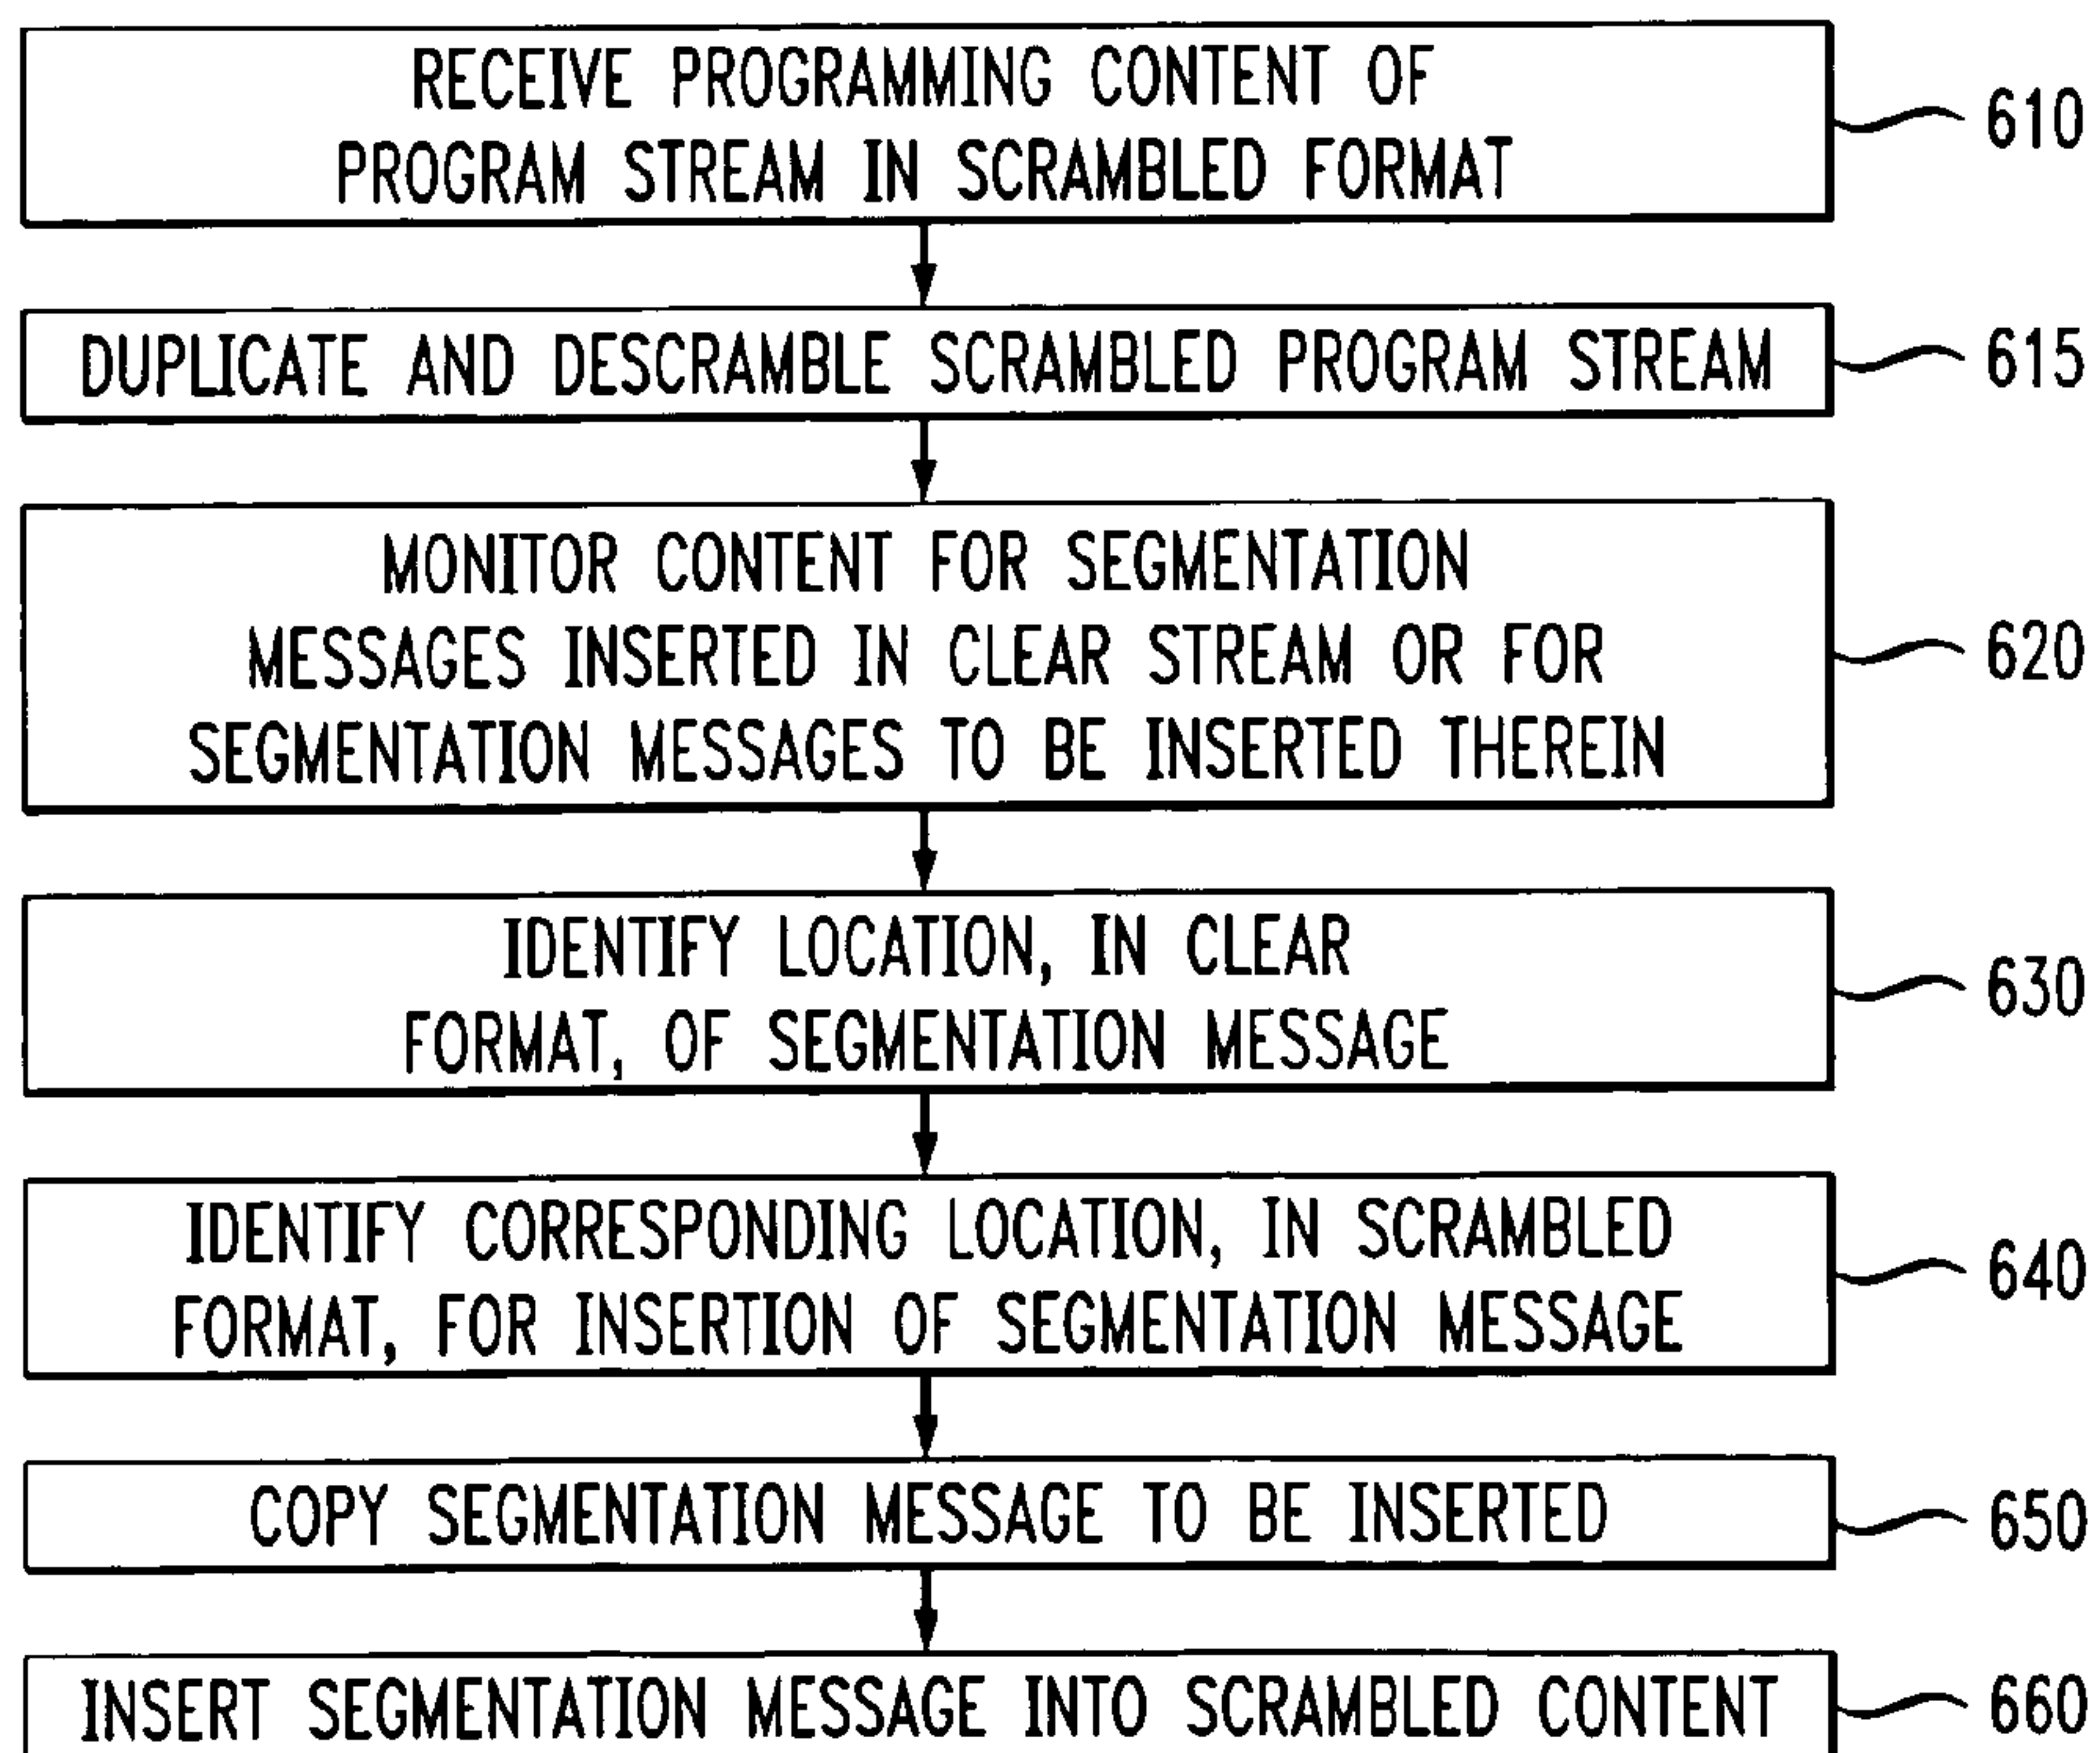 RECEIVE PROGRAMMING CONTENT OF
PROGRAM STREAM IN SCRAMBLED FORMAT
610
DUPLICATE AND DESCRAMBLE SCRAMBLED PROGRAM STREAM
615
MONITOR CONTENT FOR SEGMENTATION
MESSAGES INSERTED IN CLEAR STREAM OR FOR
SEGMENTATION MESSAGES TO BE INSERTED THEREIN
620
IDENTIFY LOCATION, IN CLEAR
FORMAT, OF SEGMENTATION MESSAGE
630
IDENTIFY CORRESPONDING LOCATION, IN SCRAMBLED
FORMAT, FOR INSERTION OF SEGMENTATION MESSAGE
640
COPY SEGMENTATION MESSAGE TO BE INSERTED
650
INSERT SEGMENTATION MESSAGE INTO SCRAMBLED CONTENT
660